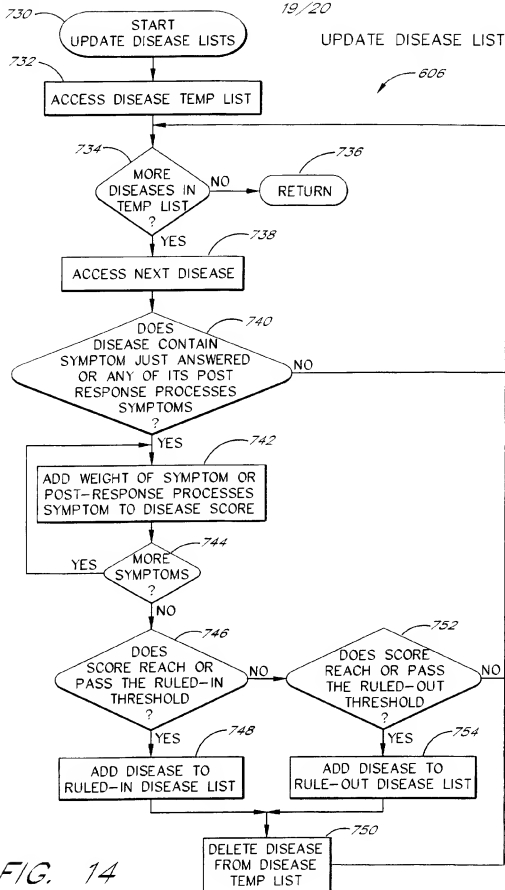 19/20
UPDATE DISEASE LIST
606
730
START
UPDATE DISEASE LISTS
732
ACCESS DISEASE TEMP LIST
734
MORE
DISEASES IN
TEMP LIST
?
NO
736
RETURN
YES
738
ACCESS NEXT DISEASE
740
DOES
DISEASE CONTAIN
SYMPTOM JUST ANSWERED
OR ANY OF ITS POST
RESPONSE PROCESSES
SYMPTOMS
?
NO
YES
742
ADD WEIGHT OF SYMPTOM OR
POST-RESPONSE PROCESSES
SYMPTOM TO DISEASE SCORE
744
MORE
SYMPTOMS
?
YES
NO
746
DOES
SCORE REACH OR
PASS THE RULED-IN
THRESHOLD
?
NO
752
DOES SCORE
REACH OR PASS
THE RULED-OUT
THRESHOLD
?
NO
YES
748
ADD DISEASE TO
RULED-IN DISEASE LIST
YES
754
ADD DISEASE TO
RULE-OUT DISEASE LIST
750
DELETE DISEASE
FROM DISEASE
TEMP LIST
FIG. 14